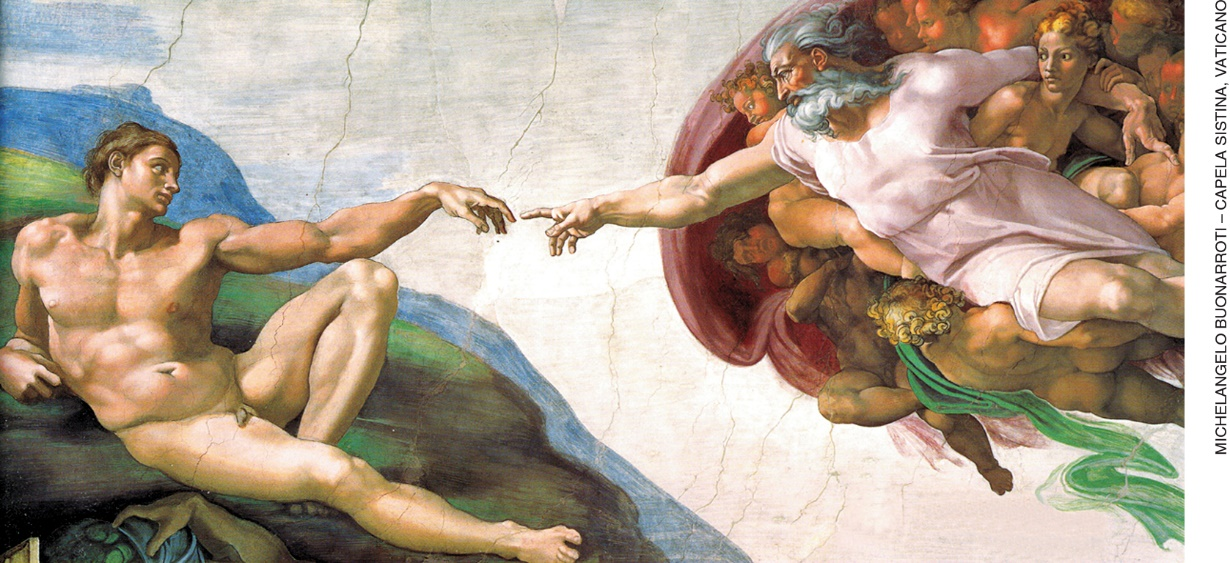 MICHELANGELO BUONARROTI – CAPELA SISTINA, VATICANO